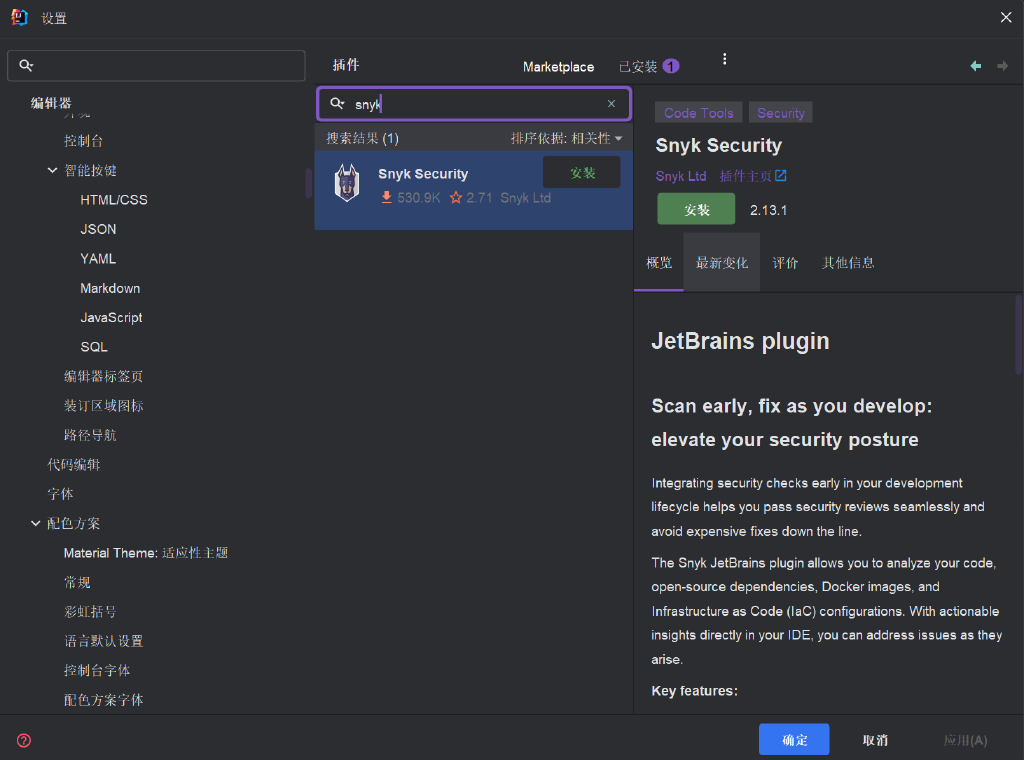 设置
编辑器
控制台
智能按键
HTML/CSS
JSON
YAML
Markdown
JavaScript
SQL
编辑器标签页
装订区域图标
路径导航
代码编辑
字体
配色方案
Material Theme: 适应性主题
常规
彩虹括号
语言默认设置
控制台字体
配色方案字体
插件
Marketplace
已安装 1
snyk
搜索结果 (1)
排序依据: 相关性
Snyk Security
安装
530.9K 2.71 Snyk Ltd
Code Tools Security
Snyk Security
Snyk Ltd 插件主页
安装 2.13.1
概览 最新变化 评价 其他信息
JetBrains plugin
Scan early, fix as you develop:
elevate your security posture
Integrating security checks early in your development
lifecycle helps you pass security reviews seamlessly and
avoid expensive fixes down the line.
The Snyk JetBrains plugin allows you to analyze your code,
open-source dependencies, Docker images, and
Infrastructure as Code (IaC) configurations. With actionable
insights directly in your IDE, you can address issues as they
arise.
Key features:
确定 取消 应用(A)